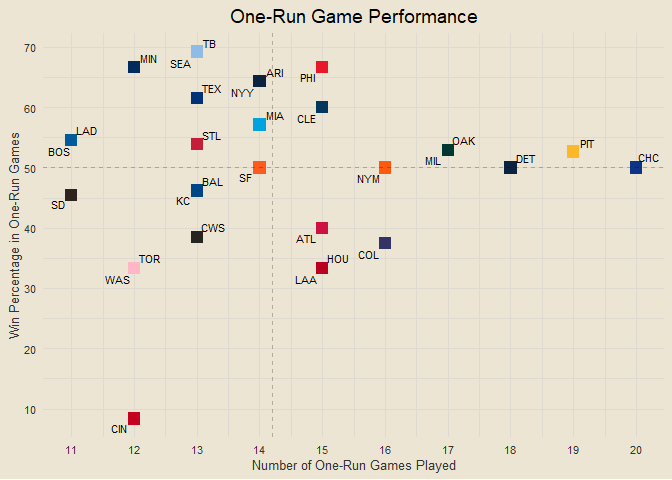 One-Run Game Performance
Win Percentage in One-Run Games
70
60
50
40
30
20
10
TB
MIN
SEA
ARI
PHI
TEX
NYY
MIA
CLE
LAD
STL
OAK
PIT
BOS
MIL
DET
CHC
SF
NYM
BAL
KC
SD
CWS
ATL
COL
TOR
HOU
WAS
LAA
CIN
11 12 13 14 15 16 17 18 19 20
Number of One-Run Games Played